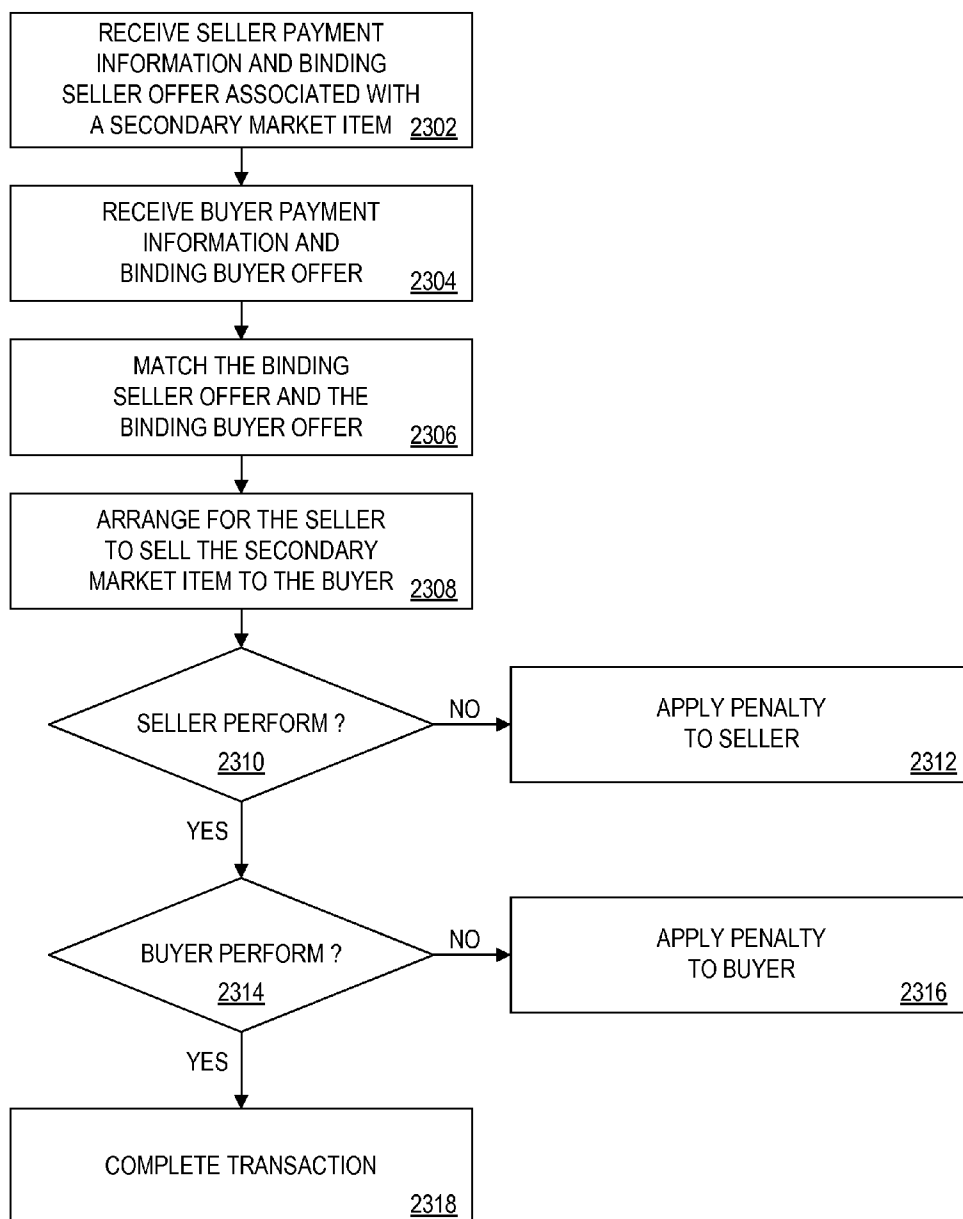 RECEIVE SELLER PAYMENT
INFORMATION AND BINDING
SELLER OFFER ASSOCIATED WITH
A SECONDARY MARKET ITEM 2302
RECEIVE BUYER PAYMENT
INFORMATION AND
BINDING BUYER OFFER 2304
MATCH THE BINDING
SELLER OFFER AND THE
BINDING BUYER OFFER 2306
ARRANGE FOR THE SELLER
TO SELL THE SECONDARY
MARKET ITEM TO THE BUYER 2308
SELLER PERFORM ?
2310
NO
APPLY PENALTY
TO SELLER
2312
YES
BUYER PERFORM ?
2314
NO
APPLY PENALTY
TO BUYER
2316
YES
COMPLETE TRANSACTION
2318